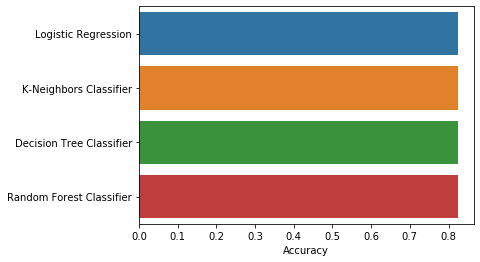 Logistic Regression
K-Neighbors Classifier
Decision Tree Classifier
Random Forest Classifier
0.0 0.1 0.2 0.3 0.4 0.5 0.6 0.7 0.8
Accuracy